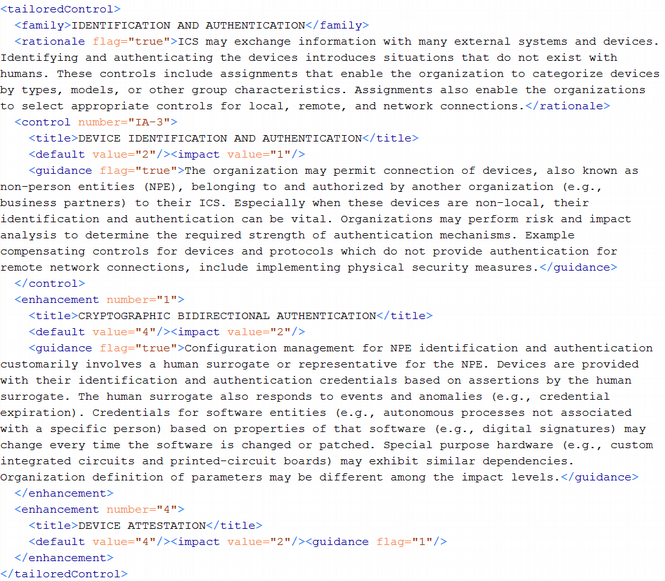 <tailoredControl>
<family>IDENTIFICATION AND AUTHENTICATION</family>
<rationale flag="true">ICS may exchange information with many external systems and devices.
Identifying and authenticating the devices introduces situations that do not exist with
humans. These controls include assignments that enable the organization to categorize devices
by types, models, or other group characteristics. Assignments also enable the organizations
to select appropriate controls for local, remote, and network connections.</rationale>
<control number="IA-3">
<title>DEVICE IDENTIFICATION AND AUTHENTICATION</title>
<default value="2"/><impact value="1"/>
<guidance flag="true">The organization may permit connection of devices, also known as
non-person entities (NPE), belonging to and authorized by another organization (e.g.,
business partners) to their ICS. Especially when these devices are non-local, their
identification and authentication can be vital. Organizations may perform risk and impact
analysis to determine the required strength of authentication mechanisms. Example
compensating controls for devices and protocols which do not provide authentication for
remote network connections, include implementing physical security measures.</guidance>
</control>
<enhancement number="1">
<title>CRYPTOGRAPHIC BIDIRECTIONAL AUTHENTICATION</title>
<default value="4"/><impact value="2"/>
<guidance flag="true">Configuration management for NPE identification and authentication
customarily involves a human surrogate or representative for the NPE. Devices are provided
with their identification and authentication credentials based on assertions by the human
surrogate. The human surrogate also responds to events and anomalies (e.g., credential
expiration). Credentials for software entities (e.g., autonomous processes not associated
with a specific person) based on properties of that software (e.g., digital signatures) may
change every time the software is changed or patched. Special purpose hardware (e.g., custom
integrated circuits and printed-circuit boards) may exhibit similar dependencies.
Organization definition of parameters may be different among the impact levels.</guidance>
</enhancement>
<enhancement number="4">
<title>DEVICE ATTESTATION</title>
<default value="4"/><impact value="2"/><guidance flag="1"/>
</enhancement>
</tailoredControl>